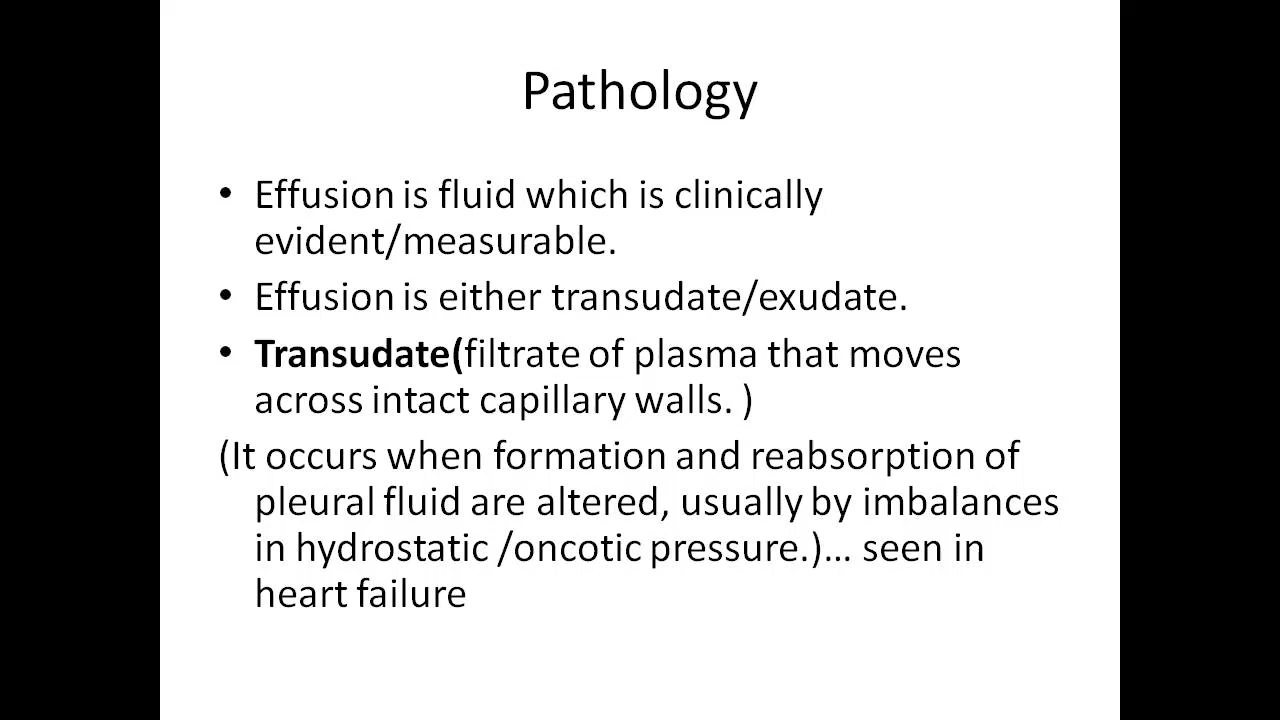 Pathology
• Effusion is fluid which is clinically
evident/measurable.
• Effusion is either transudate/exudate.
• Transudate(filtrate of plasma that moves
across intact capillary walls. )
(It occurs when formation and reabsorption of
pleural fluid are altered, usually by imbalances
in hydrostatic /oncotic pressure.)... seen in
heart failure